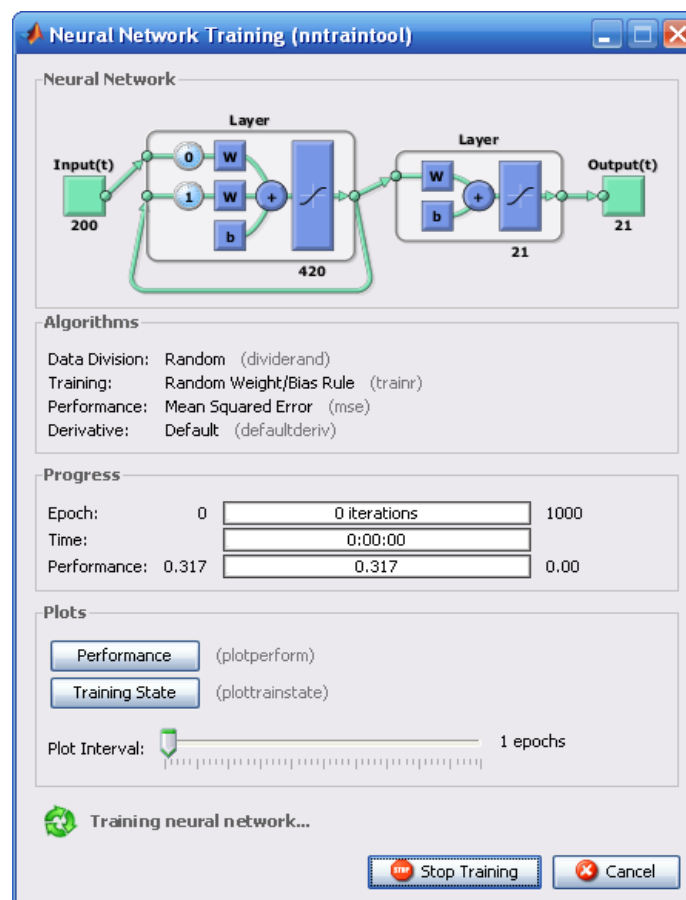 Neural Network Training (nntraintool)
Neural Network
Layer
Layer
Input(t)
0 W
W
Output(t)
1 W
+
+
b
b
200
21
21
420
Algorithms
Data Division: Random (dividerand)
Training: Random Weight/Bias Rule (trainr)
Performance: Mean Squared Error (mse)
Derivative: Default (defaultderiv)
Progress
Epoch: 0 0 iterations 1000
Time: 0:00:00
Performance: 0.317 0.317 0.00
Plots
Performance (plotperform)
Training State (plottrainstate)
Plot Interval: 1 epochs
Training neural network...
STOP Stop Training Cancel